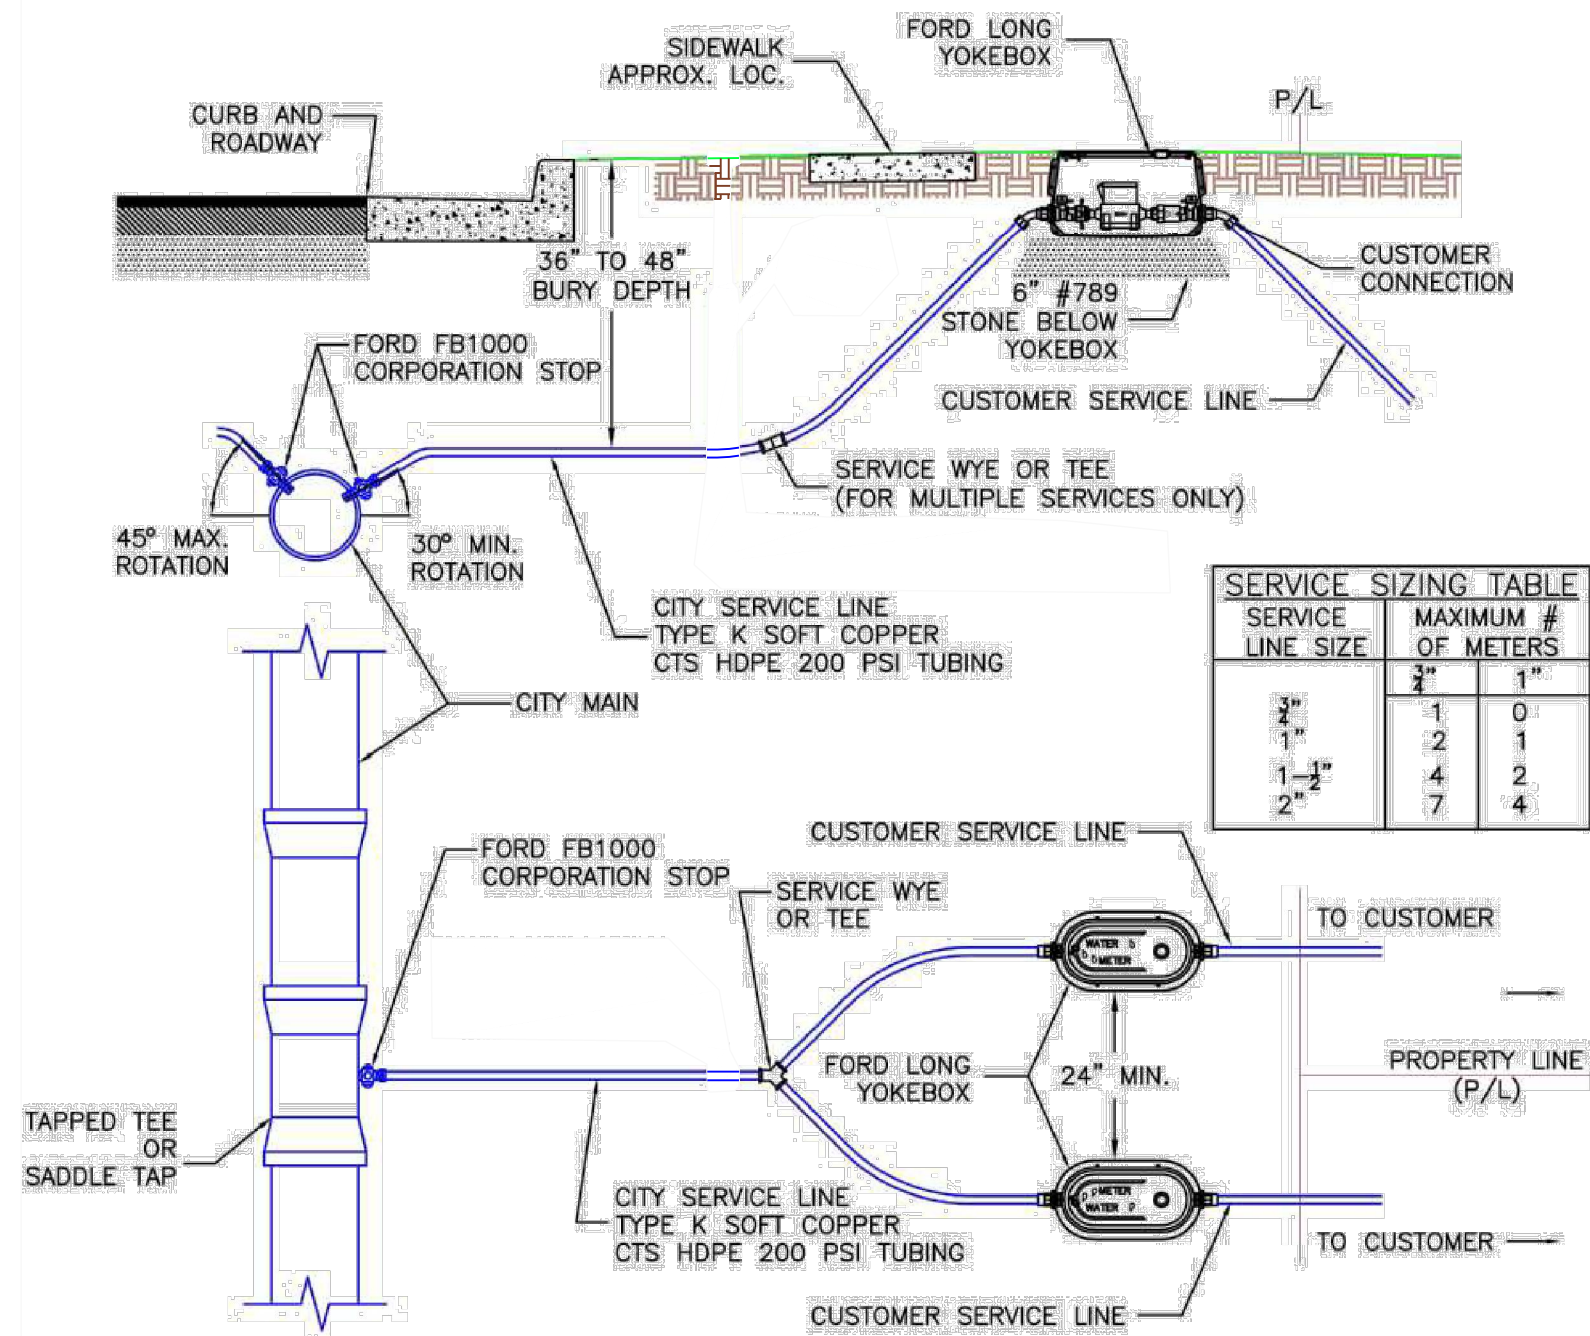 FORD LONG
YOKEBOX
SIDEWALK
APPROX. LOC.
P/L
CURB AND
ROADWAY
36" TO 48"
BURY DEPTH
CUSTOMER
CONNECTION
6" #789
STONE BELOW
YOKEBOX
FORD FB1000
CORPORATION STOP
CUSTOMER SERVICE LINE
SERVICE WYE OR TEE
(FOR MULTIPLE SERVICES ONLY)
45° MAX.
ROTATION
30° MIN.
ROTATION
CITY SERVICE LINE
TYPE K SOFT COPPER
CTS HDPE 200 PSI TUBING
CITY MAIN
SERVICE SIZING TABLE
SERVICE
LINE SIZE
MAXIMUM #
OF METERS
3/4" 1"
3/4" 1 0
1" 2 1
1-1/2" 4 2
2" 7 4
CUSTOMER SERVICE LINE
FORD FB1000
CORPORATION STOP
SERVICE WYE
OR TEE
TO CUSTOMER
WATER
METER
FORD LONG
YOKEBOX
24" MIN.
PROPERTY LINE
(P/L)
TAPPED TEE
OR
SADDLE TAP
CITY SERVICE LINE
TYPE K SOFT COPPER
CTS HDPE 200 PSI TUBING
METER
WATER
TO CUSTOMER
CUSTOMER SERVICE LINE